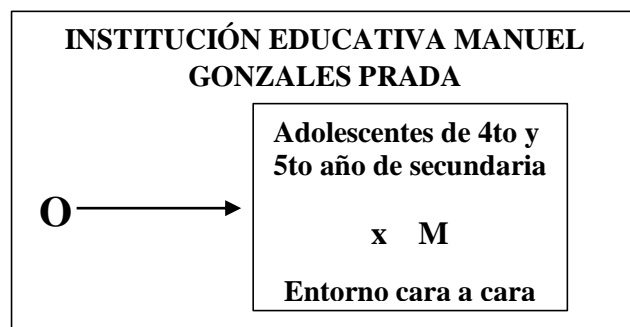 INSTITUCIÓN EDUCATIVA MANUEL
GONZALES PRADA
Adolescentes de 4to y
5to año de secundaria
O
x M
Entorno cara a cara